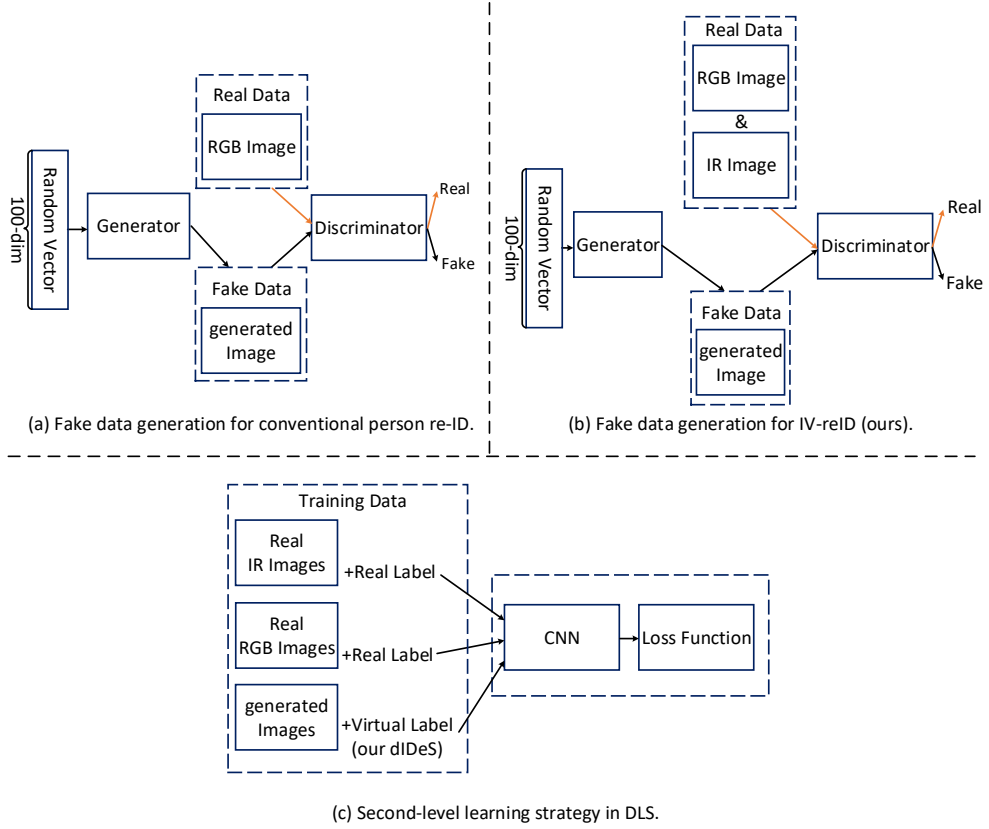 Real Data
RGB Image
Random Vector
100-dim
Generator
Discriminator
Real
Fake
Fake Data
generated
Image
(a) Fake data generation for conventional person re-ID.
Real Data
RGB Image
&
IR Image
Random Vector
100-dim
Generator
Discriminator
Real
Fake
Fake Data
generated
Image
(b) Fake data generation for IV-reID (ours).
Training Data
Real
IR Images
+Real Label
Real
RGB Images
+Real Label
generated
Images
+Virtual Label
(our dIDeS)
CNN
Loss Function
(c) Second-level learning strategy in DLS.